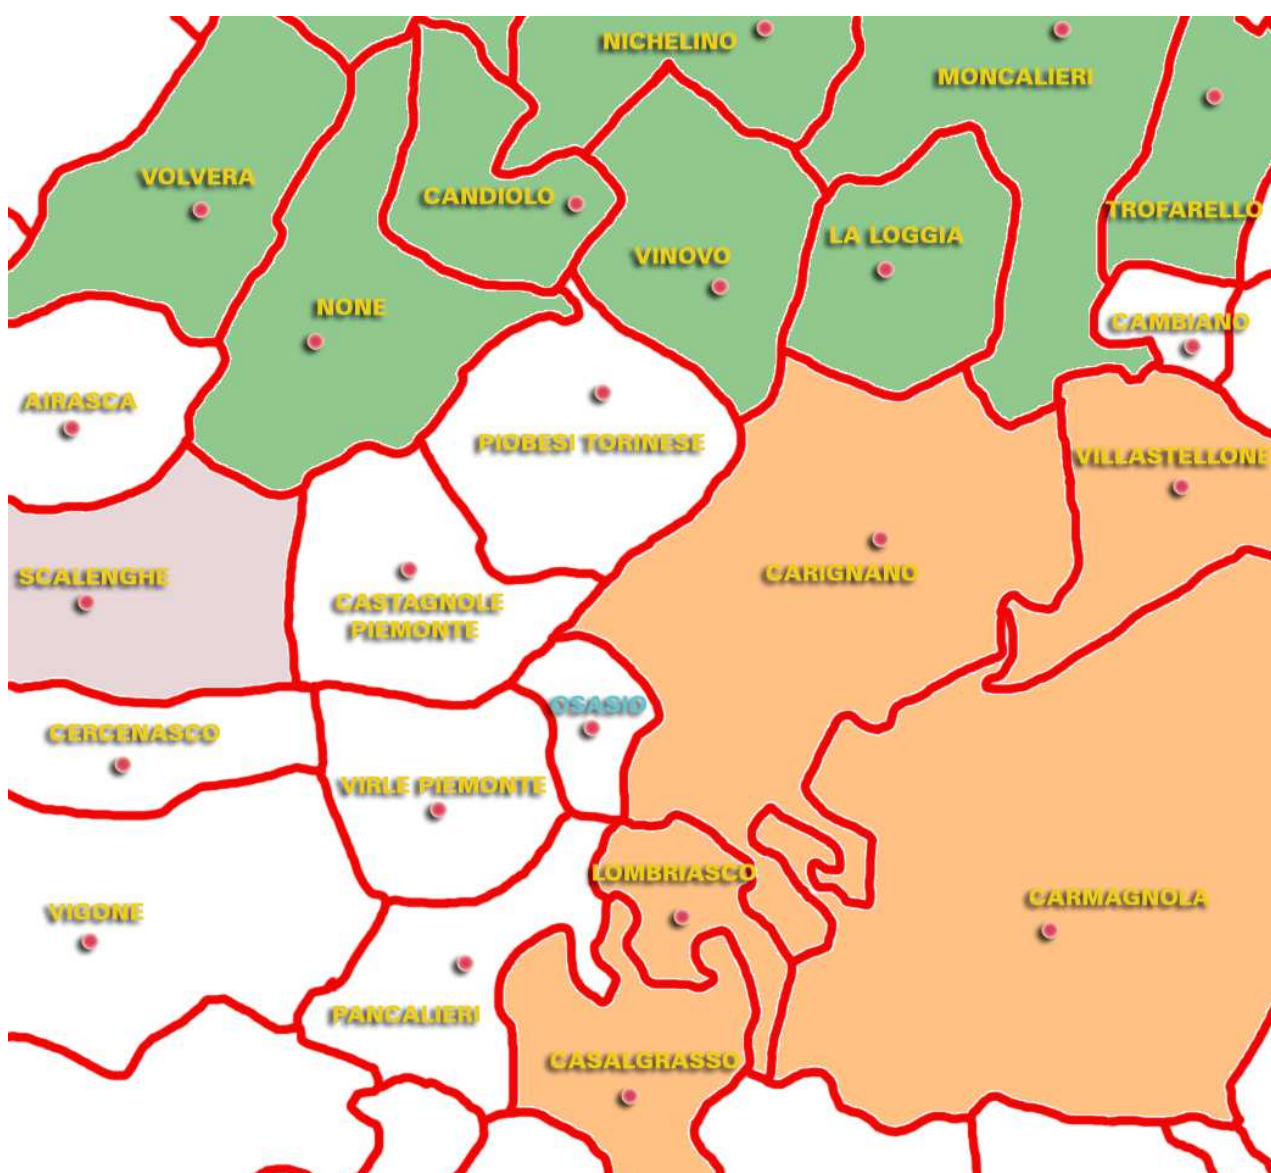 NICHELINO
MONCALIERI
VOLVERA
CANDIOLO
TROFARELLO
LA LOGGIA
VINOVO
NONE
CAMBIANO
AIRASCA
PIOBESI TORINESE
VILLASTELLONE
SCALENGHE
CARIGNANO
CASTAGNOLE
PIEMONTE
OSASIO
CERCENASCO
VIRLE PIEMONTE
LOMBRIASCO
CARMAGNOLA
VIGONE
PANCALIERI
CASALGRASSO